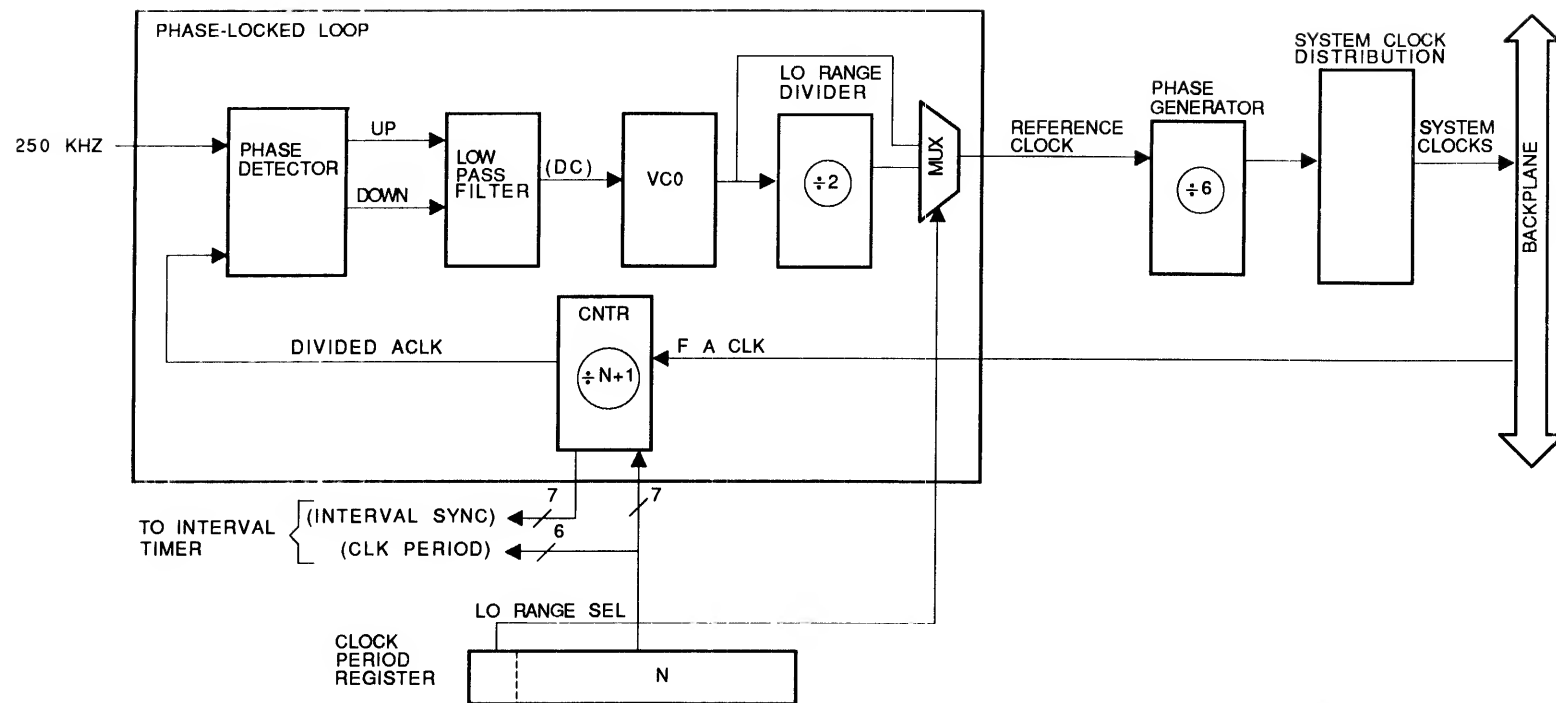 PHASE-LOCKED LOOP
250 KHZ
PHASE
DETECTOR
UP
DOWN
LOW
PASS
FILTER
(DC)
VCO
LO RANGE
DIVIDER
÷2
MUX
REFERENCE
CLOCK
PHASE
GENERATOR
÷6
SYSTEM CLOCK
DISTRIBUTION
SYSTEM
CLOCKS
BACKPLANE
DIVIDED ACLK
CNTR
÷N+1
F A CLK
TO INTERVAL
TIMER
(INTERVAL SYNC)
7
7
(CLK PERIOD)
6
LO RANGE SEL
CLOCK
PERIOD
REGISTER
N